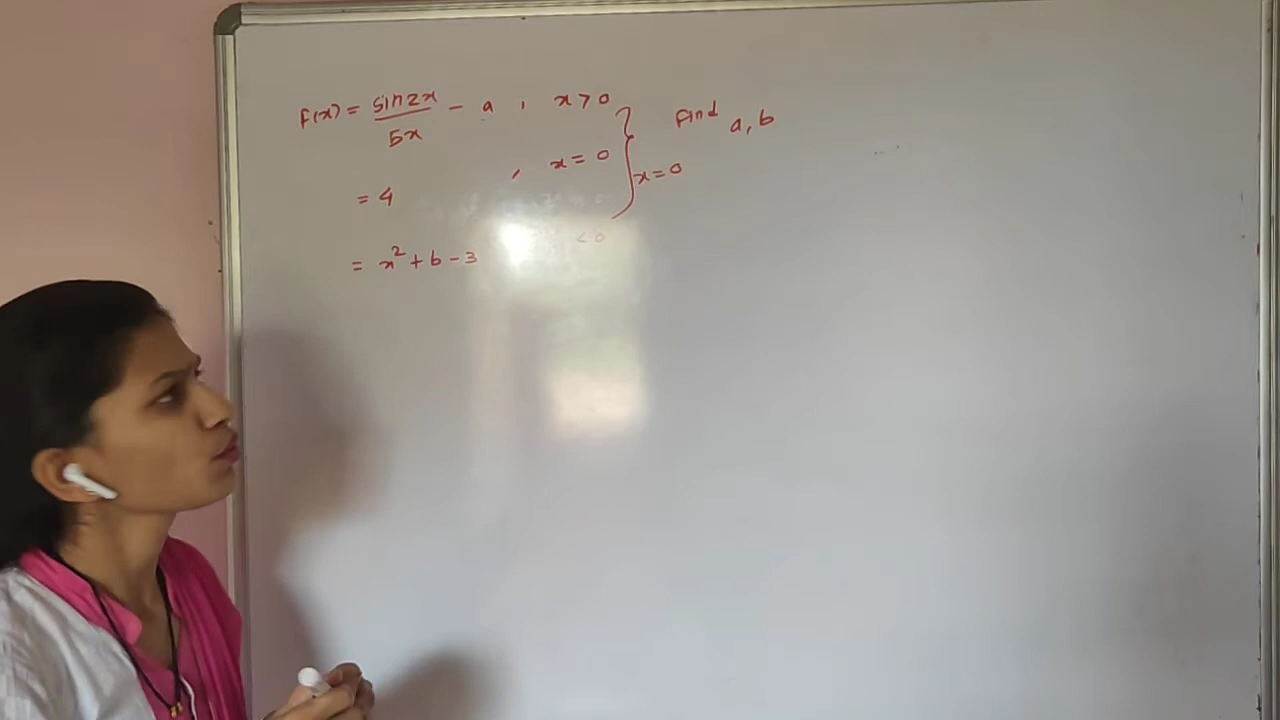 f(x) = sin2x/5x - a , x > 0
= 4 , x = 0
= x² + b - 3 < 0
x = 0
Find a, b